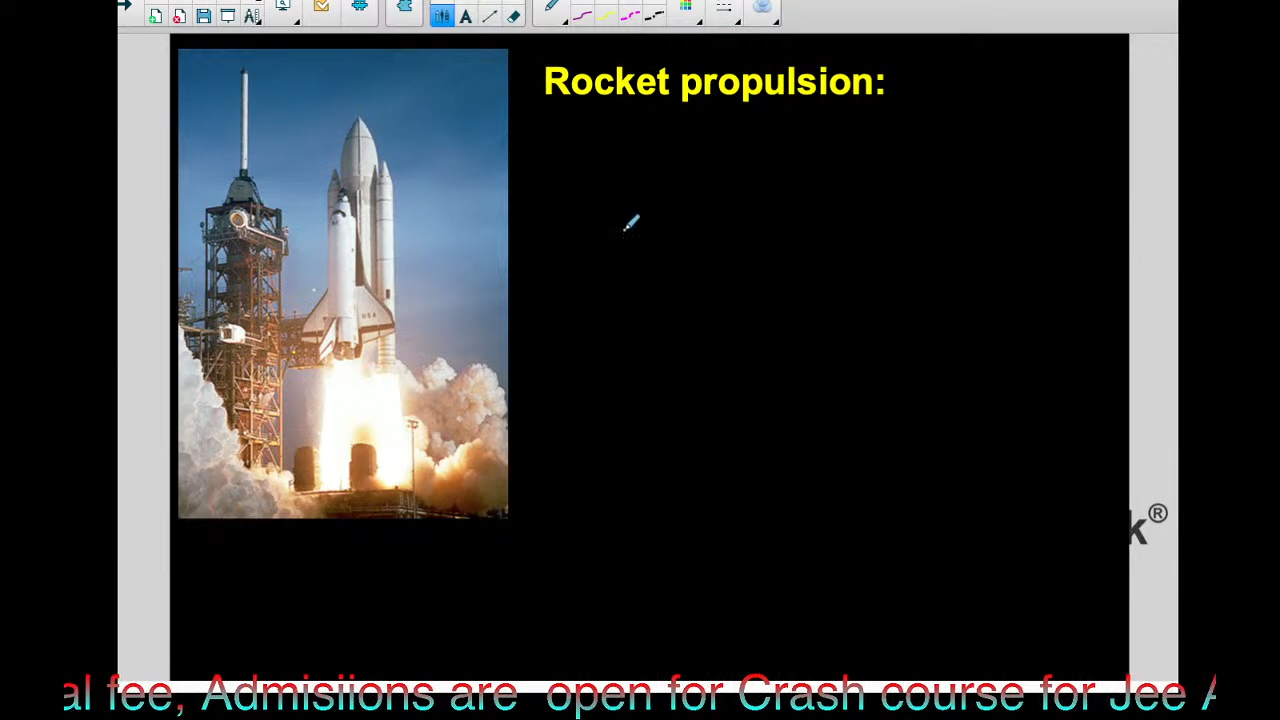 Rocket propulsion:
USA
k®
al fee, Admisiions are open for Crash course for Jee A